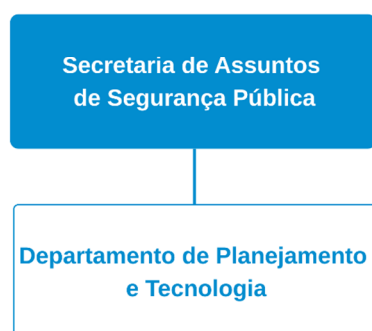 Secretaria de Assuntos
de Segurança Pública
Departamento de Planejamento
e Tecnologia